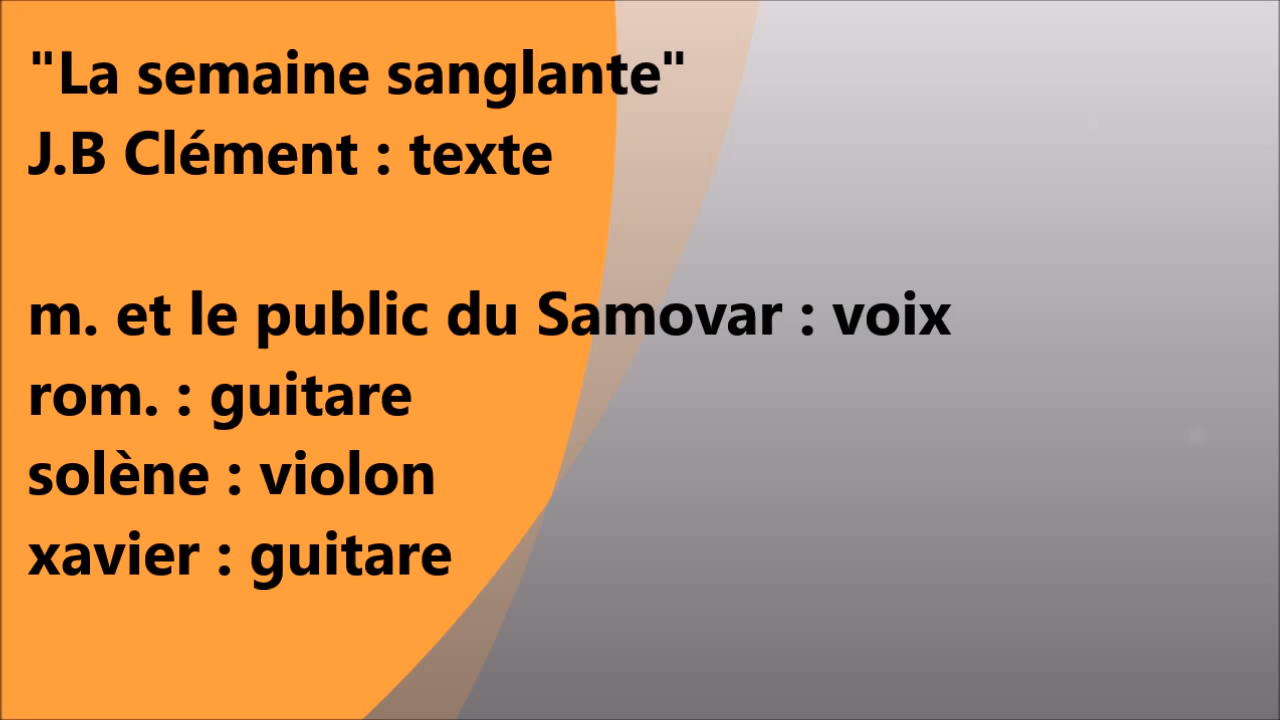 "La semaine sanglante"
J.B Clément : texte
m. et le public du Samovar : voix
rom. : guitare
solène : violon
xavier : guitare